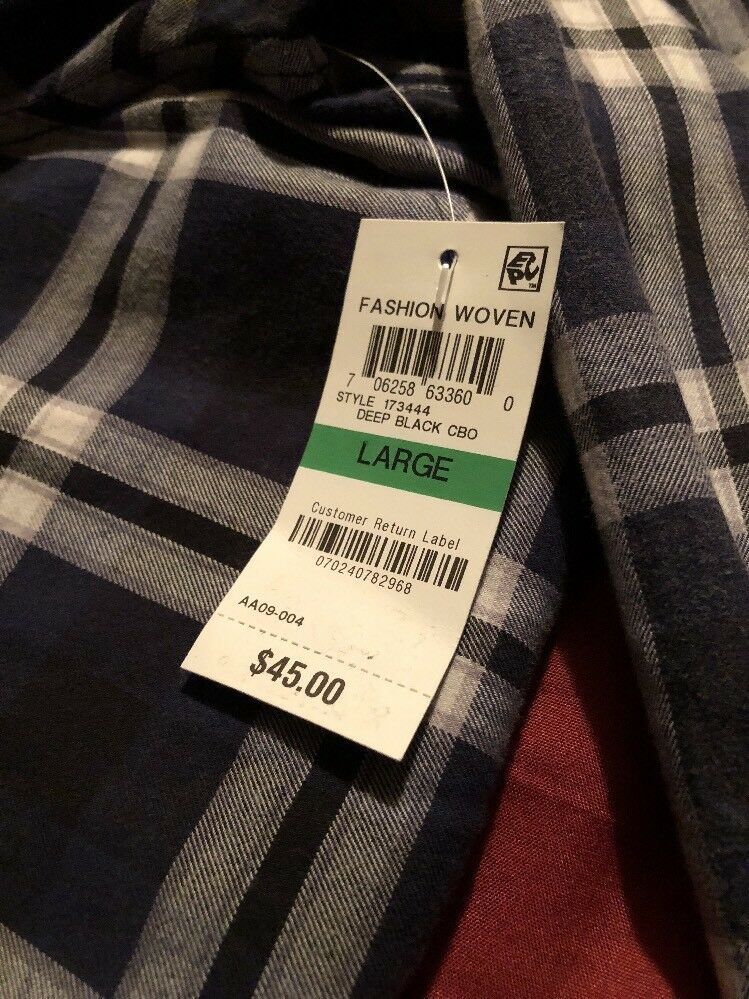 EPC™
FASHION WOVEN
7 06258 63360 0
STYLE 173444
DEEP BLACK CBO
LARGE
Customer Return Label
070240782968
AA09-004
$45.00